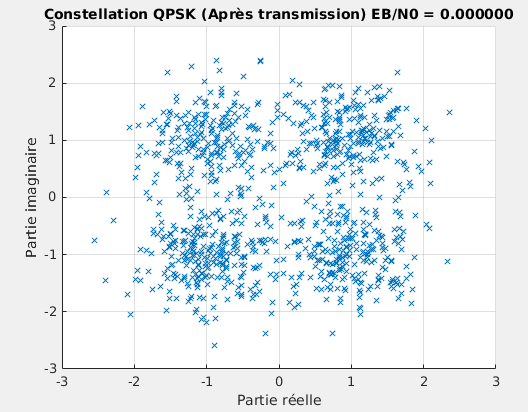 Constellation QPSK (Après transmission) EB/N0 = 0.000000
3
2
1
0
-1
-2
-3
Partie imaginaire
-3 -2 -1 0 1 2 3
Partie réelle